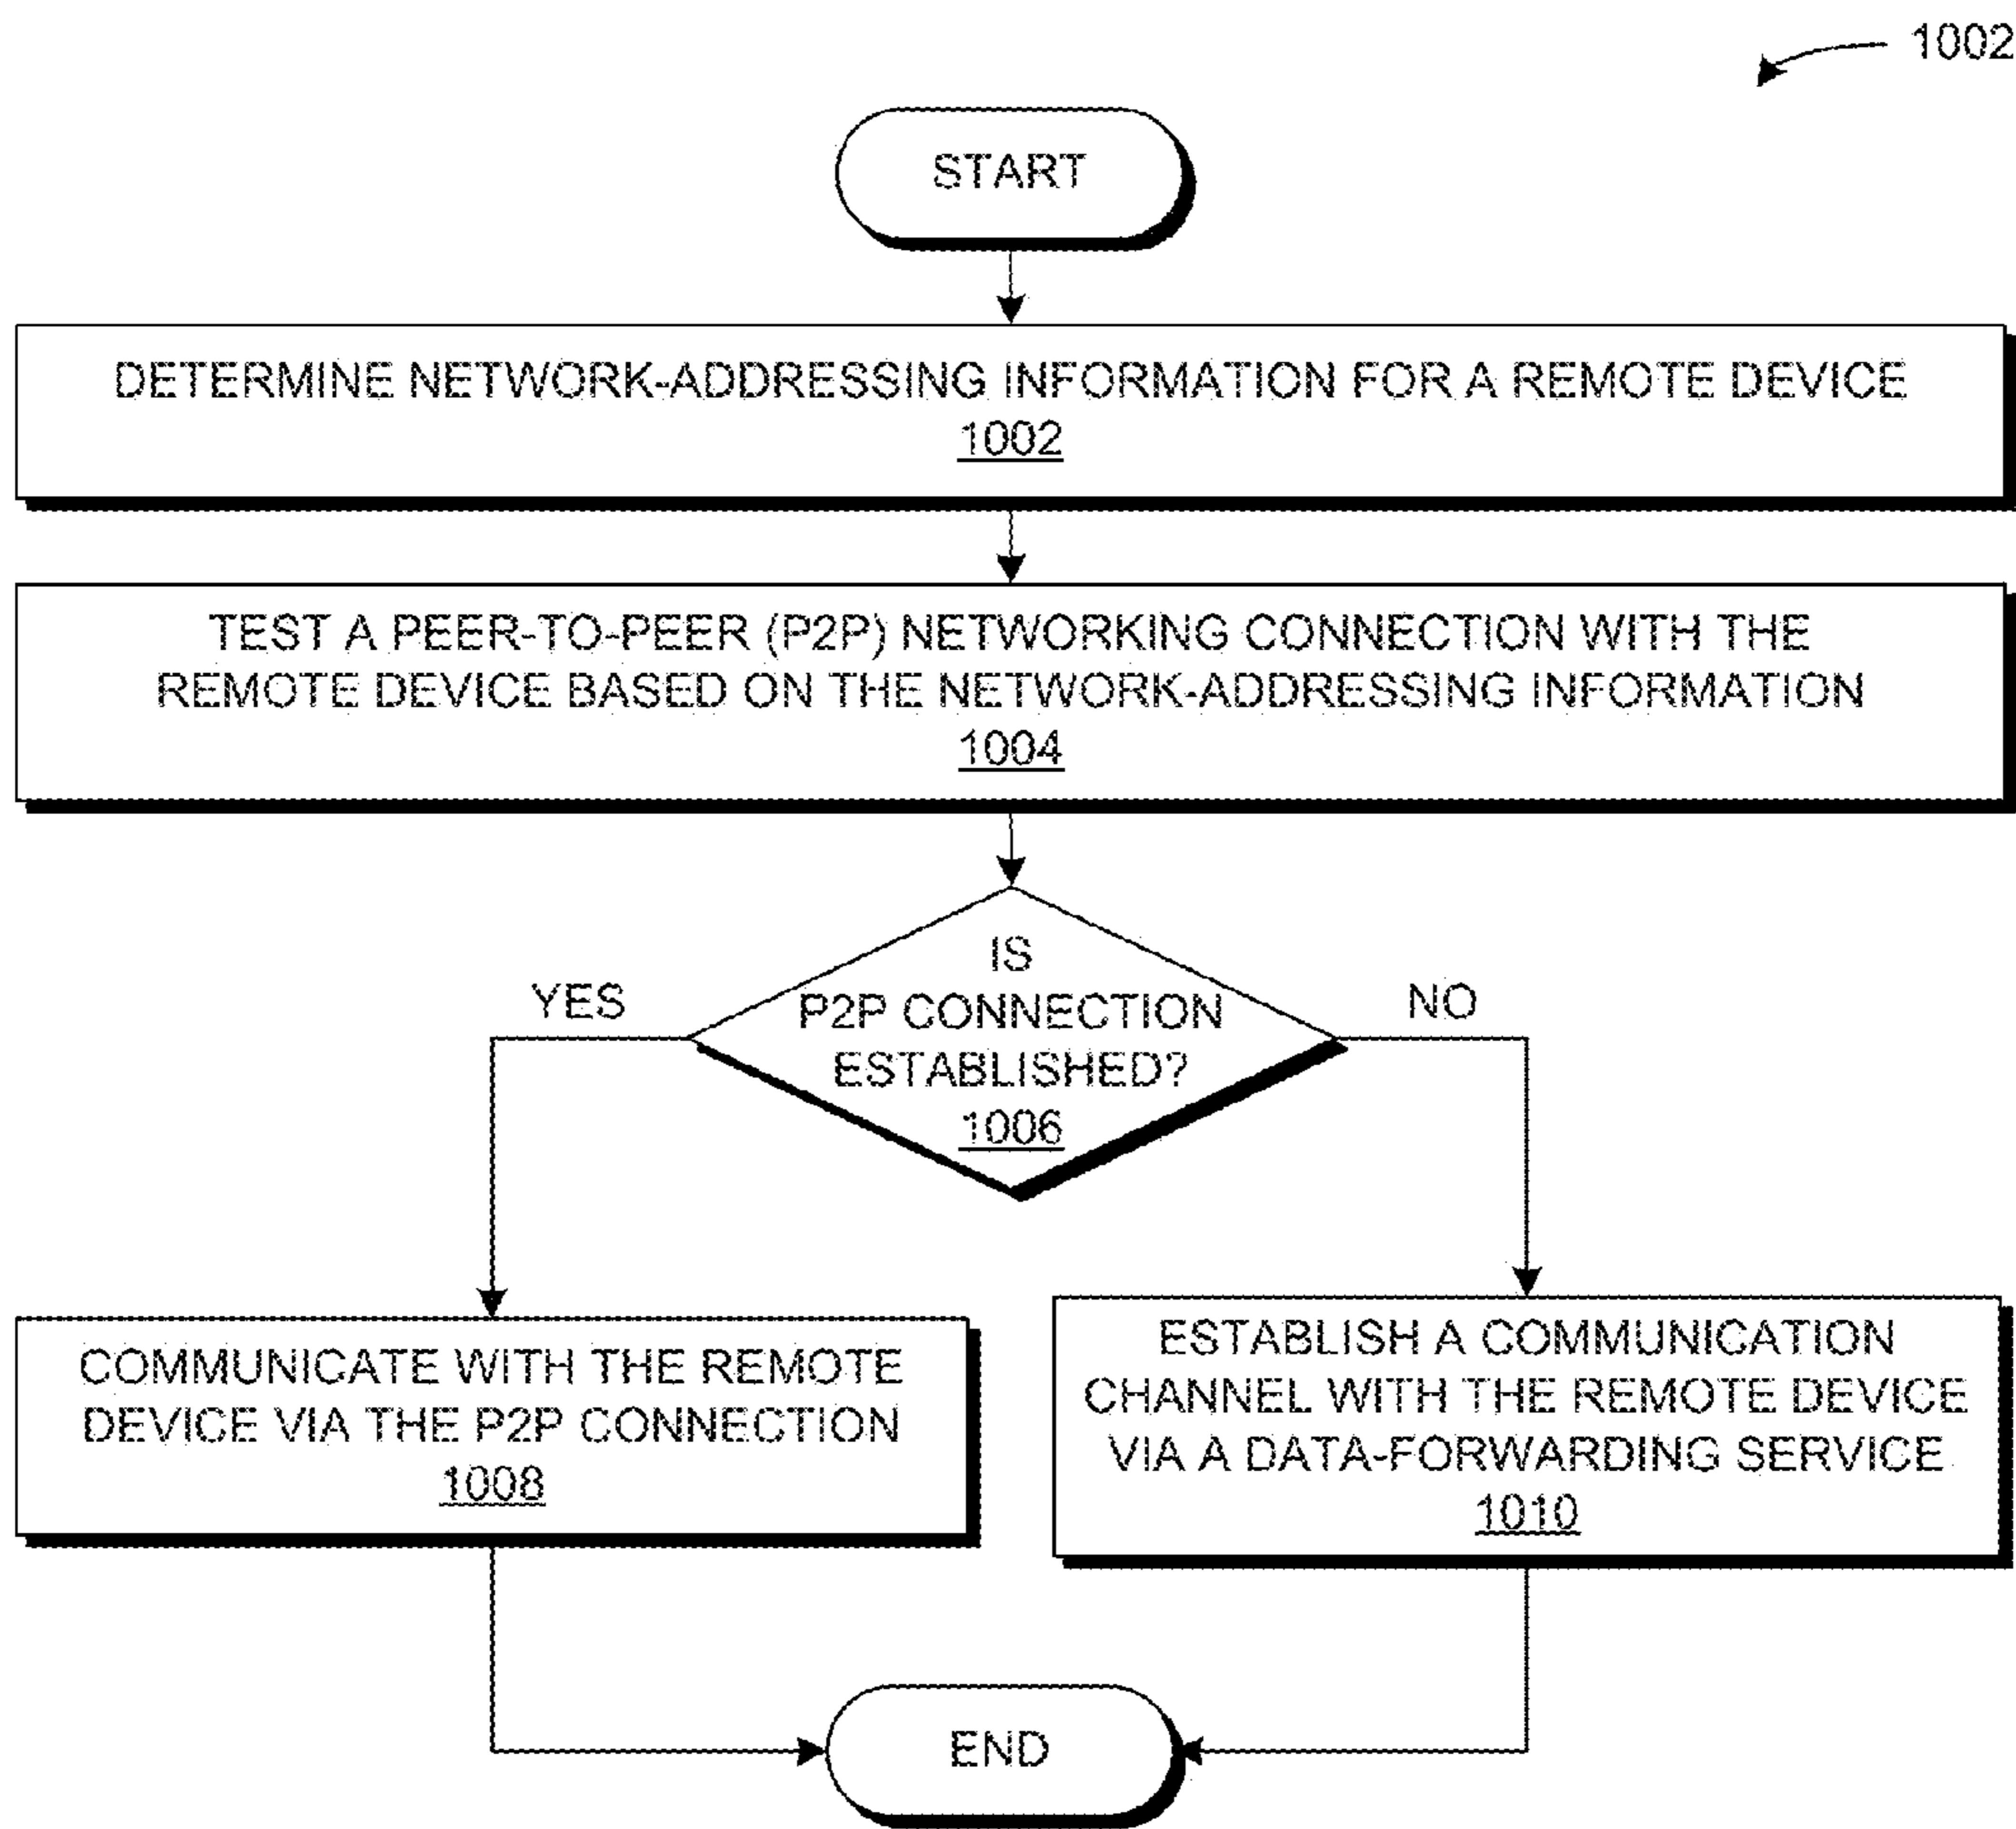 1002
START
DETERMINE NETWORK-ADDRESSING INFORMATION FOR A REMOTE DEVICE
1002
TEST A PEER-TO-PEER (P2P) NETWORKING CONNECTION WITH THE
REMOTE DEVICE BASED ON THE NETWORK-ADDRESSING INFORMATION
1004
IS
P2P CONNECTION
ESTABLISHED?
1006
YES
NO
COMMUNICATE WITH THE REMOTE
DEVICE VIA THE P2P CONNECTION
1008
ESTABLISH A COMMUNICATION
CHANNEL WITH THE REMOTE DEVICE
VIA A DATA-FORWARDING SERVICE
1010
END